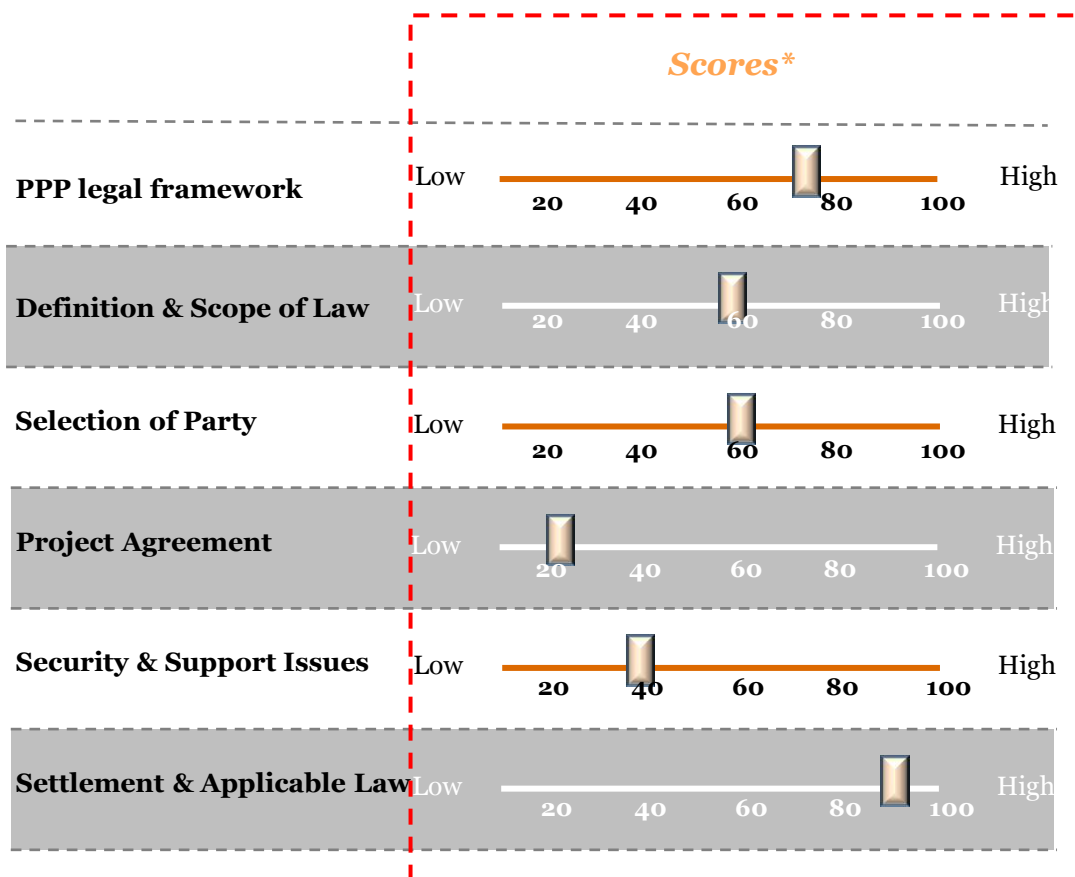 Scores*
PPP legal framework
Low High
20 40 60 80 100
Definition & Scope of Law
Low High
20 40 60 80 100
Selection of Party
Low High
20 40 60 80 100
Project Agreement
Low High
20 40 60 80 100
Security & Support Issues
Low High
20 40 60 80 100
Settlement & Applicable Law
Low High
20 40 60 80 100